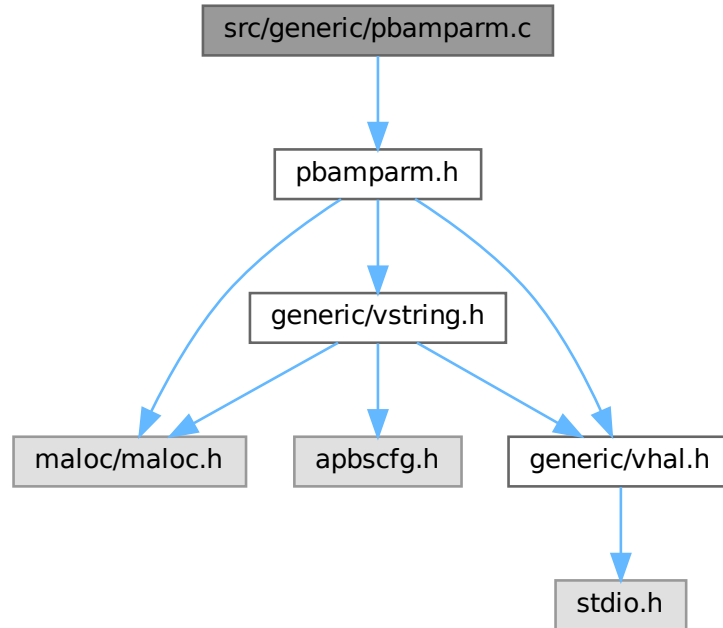 src/generic/pbamparm.c
pbamparm.h
generic/vstring.h
maloc/maloc.h
apbscfg.h
generic/vhal.h
stdio.h